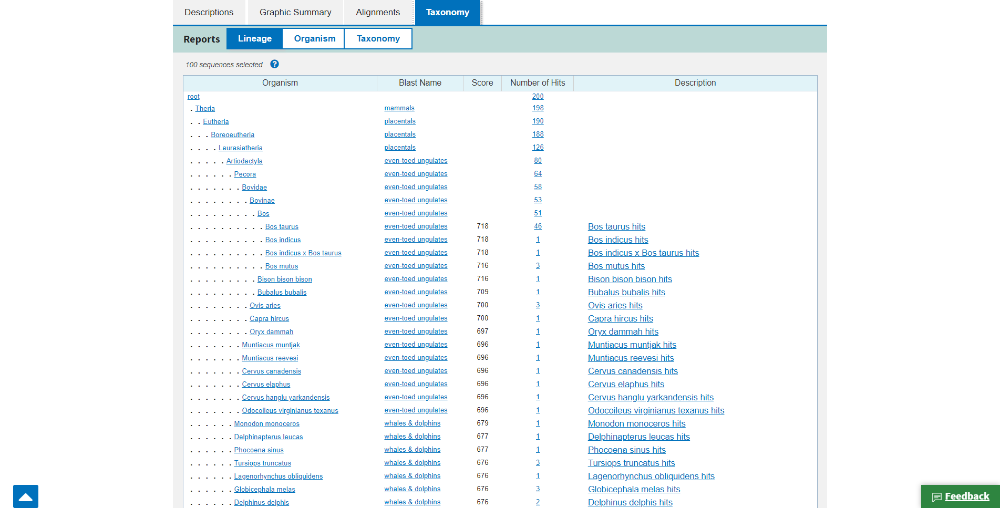 Descriptions Graphic Summary Alignments Taxonomy
Reports Lineage Organism Taxonomy
100 sequences selected ?
Organism Blast Name Score Number of Hits Description
root 200
. Theria mammals 198
. . Eutheria placentals 190
. . . Boreoeutheria placentals 188
. . . . Laurasiatheria placentals 126
. . . . . Artiodactyla even-toed ungulates 80
. . . . . . Pecora even-toed ungulates 64
. . . . . . . Bovidae even-toed ungulates 58
. . . . . . . . Bovinae even-toed ungulates 53
. . . . . . . . . Bos even-toed ungulates 51
. . . . . . . . . . Bos taurus even-toed ungulates 718 46 Bos taurus hits
. . . . . . . . . . Bos indicus even-toed ungulates 718 1 Bos indicus hits
. . . . . . . . . . Bos indicus x Bos taurus even-toed ungulates 718 1 Bos indicus x Bos taurus hits
. . . . . . . . . . Bos mutus even-toed ungulates 716 3 Bos mutus hits
. . . . . . . . . Bison bison bison even-toed ungulates 716 1 Bison bison bison hits
. . . . . . . . . Bubalus bubalis even-toed ungulates 709 1 Bubalus bubalis hits
. . . . . . . . Ovis aries even-toed ungulates 700 3 Ovis aries hits
. . . . . . . . Capra hircus even-toed ungulates 700 1 Capra hircus hits
. . . . . . . . Oryx dammah even-toed ungulates 697 1 Oryx dammah hits
. . . . . . . Muntiacus muntjak even-toed ungulates 696 1 Muntiacus muntjak hits
. . . . . . . Muntiacus reevesi even-toed ungulates 696 1 Muntiacus reevesi hits
. . . . . . . Cervus canadensis even-toed ungulates 696 1 Cervus canadensis hits
. . . . . . . Cervus elaphus even-toed ungulates 696 1 Cervus elaphus hits
. . . . . . . Cervus hanglu yarkandensis even-toed ungulates 696 1 Cervus hanglu yarkandensis hits
. . . . . . . Odocoileus virginianus texanus even-toed ungulates 696 1 Odocoileus virginianus texanus hits
. . . . . . Monodon monoceros whales & dolphins 679 1 Monodon monoceros hits
. . . . . . Delphinapterus leucas whales & dolphins 677 1 Delphinapterus leucas hits
. . . . . . Phocoena sinus whales & dolphins 677 1 Phocoena sinus hits
. . . . . . Tursiops truncatus whales & dolphins 676 3 Tursiops truncatus hits
. . . . . . Lagenorhynchus obliquidens whales & dolphins 676 1 Lagenorhynchus obliquidens hits
. . . . . . Globicephala melas whales & dolphins 676 3 Globicephala melas hits
. . . . . . Delphinus delphis whales & dolphins 676 2 Delphinus delphis hits
Feedback